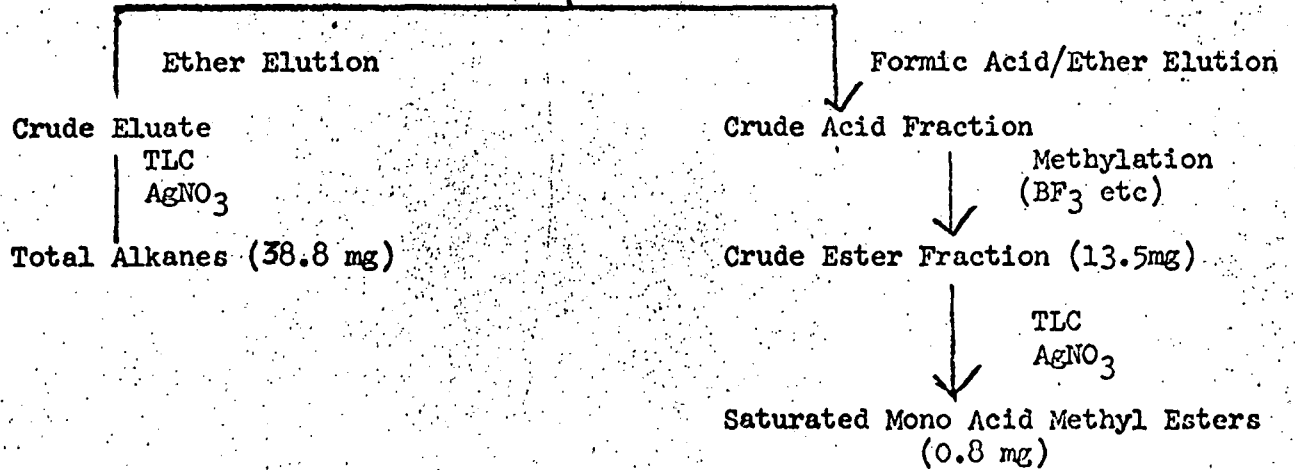 Ether Elution
Formic Acid/Ether Elution
Crude Eluate
TLC
AgNO3
Total Alkanes (38.8 mg)
Crude Acid Fraction
Methylation
(BF3 etc)
Crude Ester Fraction (13.5mg)
TLC
AgNO3
Saturated Mono Acid Methyl Esters
(0.8 mg)